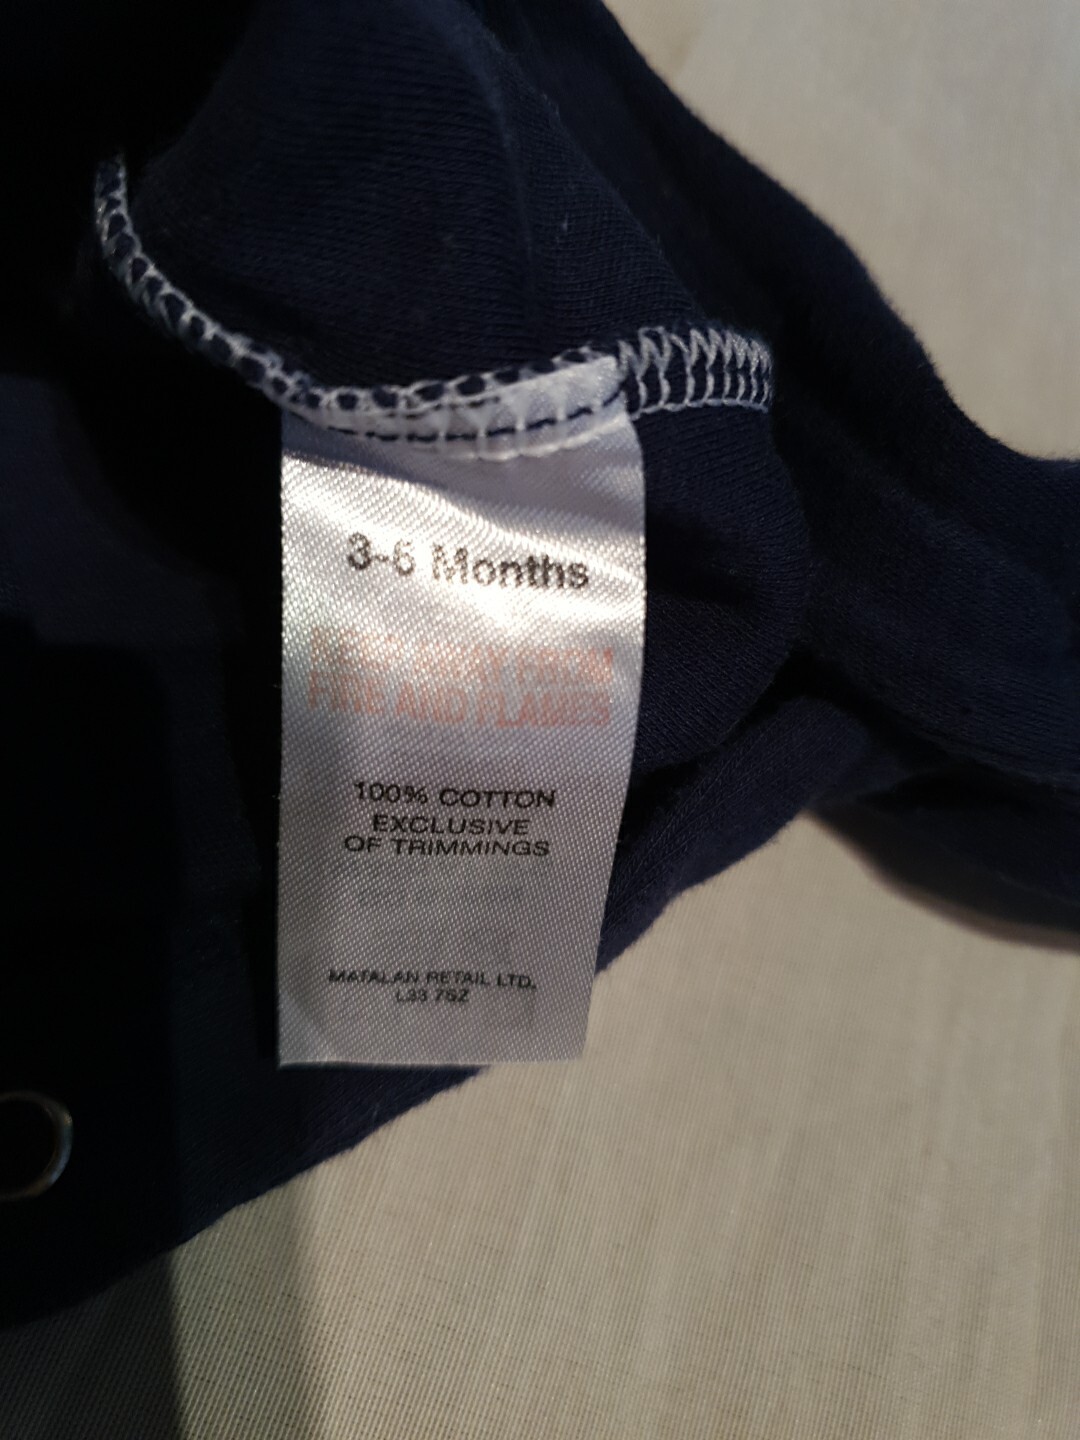 3-6 Months
KEEP AWAY FROM
FIRE AND FLAMES
100% COTTON
EXCLUSIVE
OF TRIMMINGS
MATALAN RETAIL LTD,
L33 7SZ